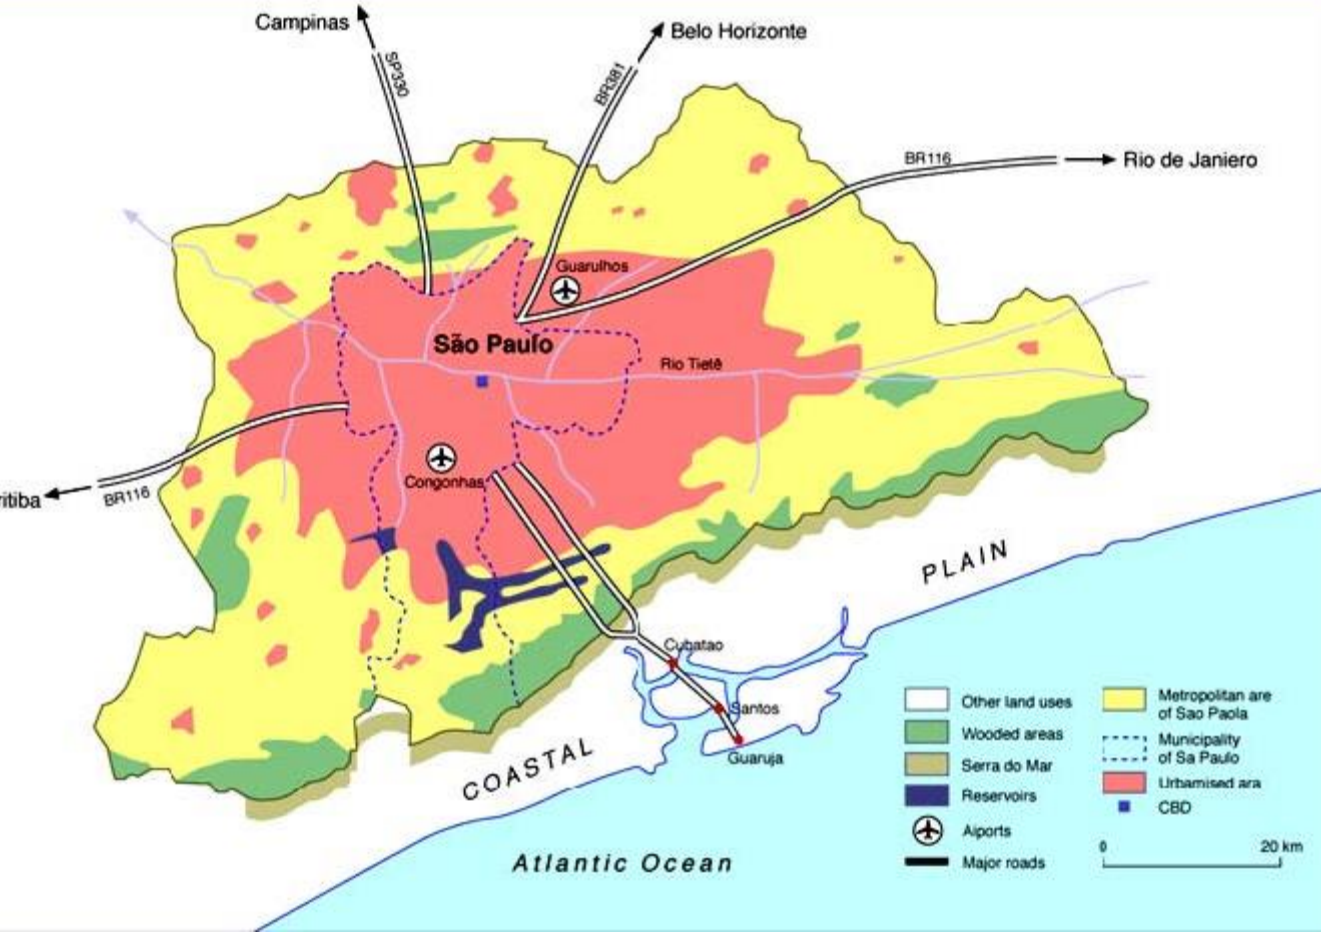 Campinas
SP330
Belo Horizonte
BR381
BR116
Rio de Janiero
Guarulhos
São Paulo
Rio Tietê
Congonhas
ritiba
BR116
PLAIN
Cubatao
Santos
Guaruja
COASTAL
Atlantic Ocean
Other land uses
Wooded areas
Serra do Mar
Reservoirs
Aiports
Major roads
Metropolitan are
of Sao Paola
Municipality
of Sa Paulo
Urbamised ara
CBD
0 20 km